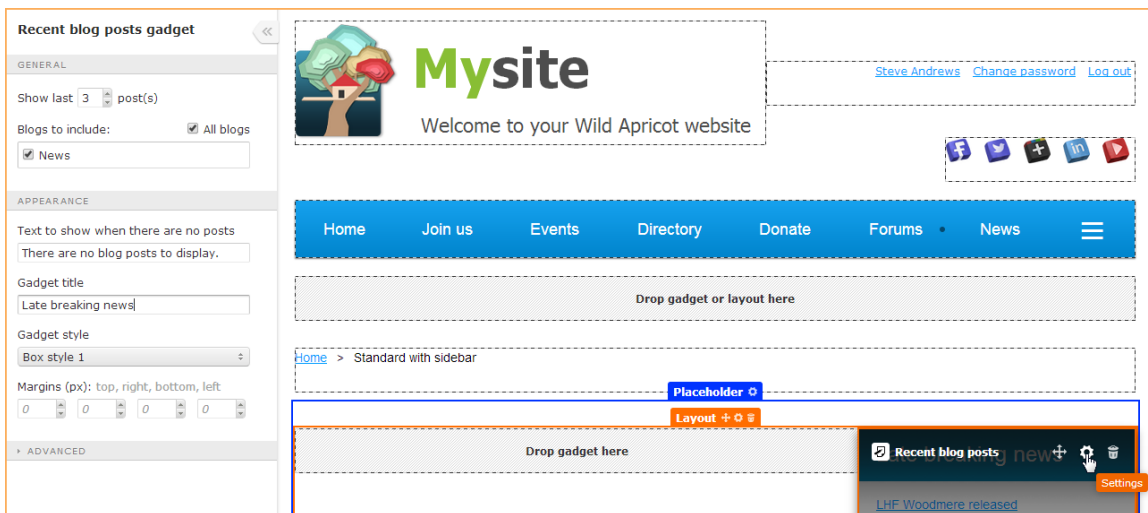 Recent blog posts gadget
«
GENERAL
Show last 3 post(s)
Blogs to include: All blogs
News
APPEARANCE
Text to show when there are no posts
There are no blog posts to display.
Gadget title
Late breaking news
Gadget style
Box style 1
Margins (px): top, right, bottom, left
0 0 0 0
ADVANCED
Mysite
Welcome to your Wild Apricot website
Steve Andrews Change password Log out
Home Join us Events Directory Donate Forums News
Drop gadget or layout here
Home > Standard with sidebar
Placeholder
Layout
Drop gadget here
Recent blog posts
Late breaking news
Settings
LHF Woodmere released